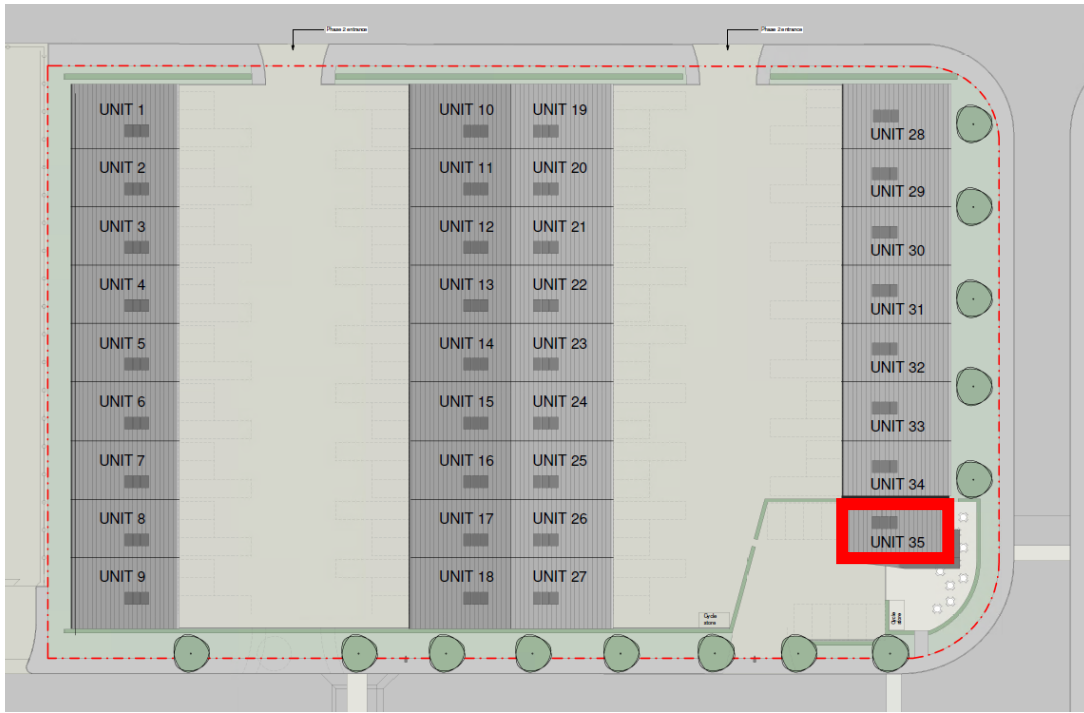 Phase 2 entrance
Phase 2 entrance
UNIT 1
UNIT 10
UNIT 19
UNIT 28
UNIT 2
UNIT 11
UNIT 20
UNIT 29
UNIT 3
UNIT 12
UNIT 21
UNIT 30
UNIT 4
UNIT 13
UNIT 22
UNIT 31
UNIT 5
UNIT 14
UNIT 23
UNIT 32
UNIT 6
UNIT 15
UNIT 24
UNIT 33
UNIT 7
UNIT 16
UNIT 25
UNIT 34
UNIT 8
UNIT 17
UNIT 26
UNIT 35
UNIT 9
UNIT 18
UNIT 27
Cycle
store
Cycle
store